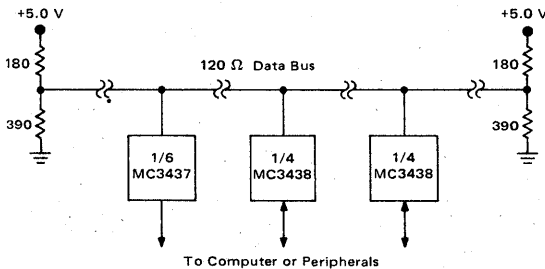 +5.0 V
+5.0 V
180
120 Ω Data Bus
180
390
390
1/6
MC3437
1/4
MC3438
1/4
MC3438
To Computer or Peripherals